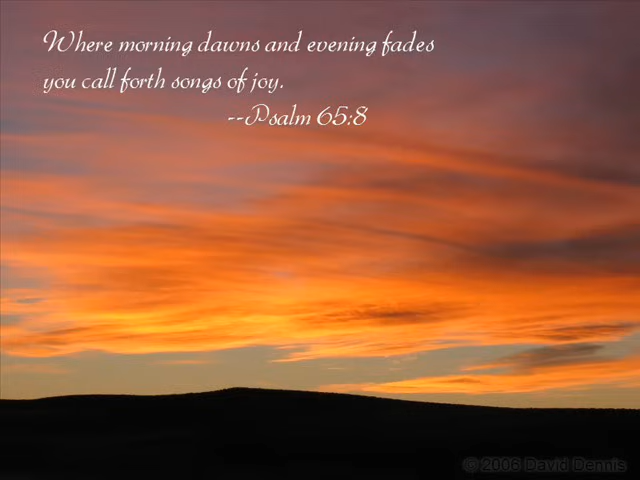 Where morning dawns and evening fades
you call forth songs of joy.
--Psalm 65:8
© 2006 David Dennis